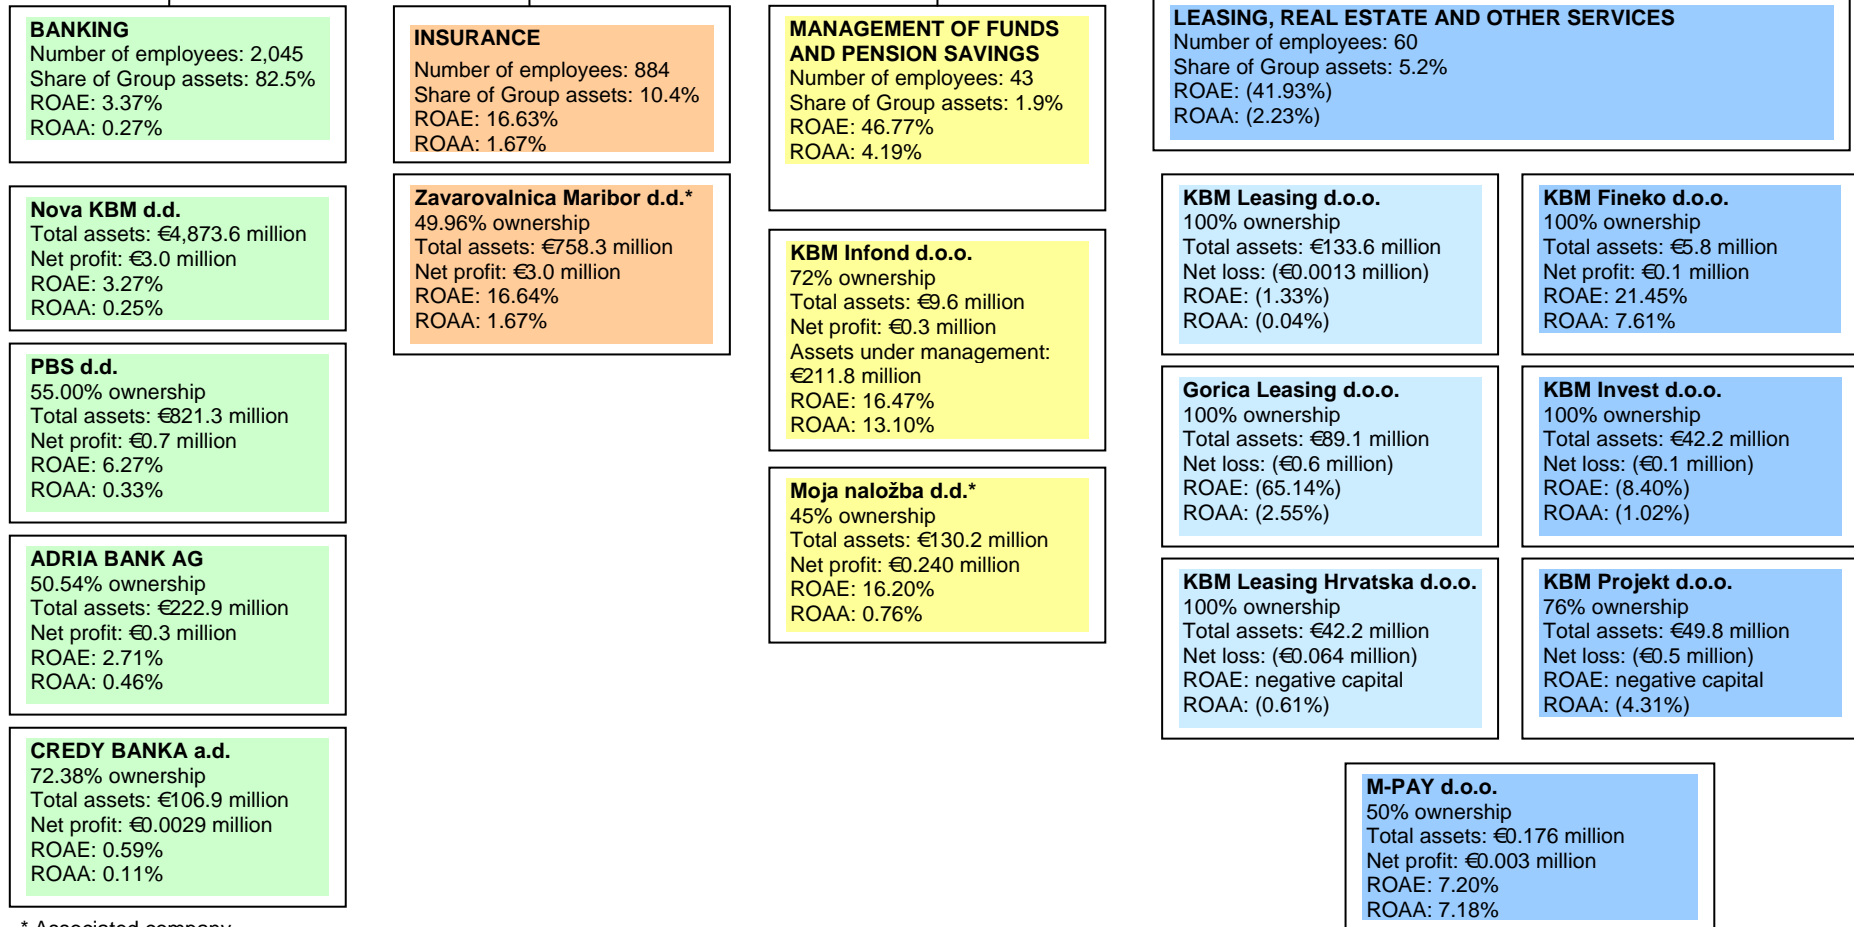 BANKING
Number of employees: 2,045
Share of Group assets: 82.5%
ROAE: 3.37%
ROAA: 0.27%
INSURANCE
Number of employees: 884
Share of Group assets: 10.4%
ROAE: 16.63%
ROAA: 1.67%
MANAGEMENT OF FUNDS
AND PENSION SAVINGS
Number of employees: 43
Share of Group assets: 1.9%
ROAE: 46.77%
ROAA: 4.19%
LEASING, REAL ESTATE AND OTHER SERVICES
Number of employees: 60
Share of Group assets: 5.2%
ROAE: (41.93%)
ROAA: (2.23%)
Nova KBM d.d.
Total assets: €4,873.6 million
Net profit: €3.0 million
ROAE: 3.27%
ROAA: 0.25%
PBS d.d.
55.00% ownership
Total assets: €821.3 million
Net profit: €0.7 million
ROAE: 6.27%
ROAA: 0.33%
ADRIA BANK AG
50.54% ownership
Total assets: €222.9 million
Net profit: €0.3 million
ROAE: 2.71%
ROAA: 0.46%
CREDY BANKA a.d.
72.38% ownership
Total assets: €106.9 million
Net profit: €0.0029 million
ROAE: 0.59%
ROAA: 0.11%
* Associated company
Zavarovalnica Maribor d.d.*
49.96% ownership
Total assets: €758.3 million
Net profit: €3.0 million
ROAE: 16.64%
ROAA: 1.67%
KBM Infond d.o.o.
72% ownership
Total assets: €9.6 million
Net profit: €0.3 million
Assets under management:
€211.8 million
ROAE: 16.47%
ROAA: 13.10%
Moja naložba d.d.*
45% ownership
Total assets: €130.2 million
Net profit: €0.240 million
ROAE: 16.20%
ROAA: 0.76%
KBM Leasing d.o.o.
100% ownership
Total assets: €133.6 million
Net loss: (€0.0013 million)
ROAE: (1.33%)
ROAA: (0.04%)
Gorica Leasing d.o.o.
100% ownership
Total assets: €89.1 million
Net loss: (€0.6 million)
ROAE: (65.14%)
ROAA: (2.55%)
KBM Leasing Hrvatska d.o.o.
100% ownership
Total assets: €42.2 million
Net loss: (€0.064 million)
ROAE: negative capital
ROAA: (0.61%)
KBM Fineko d.o.o.
100% ownership
Total assets: €5.8 million
Net profit: €0.1 million
ROAE: 21.45%
ROAA: 7.61%
KBM Invest d.o.o.
100% ownership
Total assets: €42.2 million
Net loss: (€0.1 million)
ROAE: (8.40%)
ROAA: (1.02%)
KBM Projekt d.o.o.
76% ownership
Total assets: €49.8 million
Net loss: (€0.5 million)
ROAE: negative capital
ROAA: (4.31%)
M-PAY d.o.o.
50% ownership
Total assets: €0.176 million
Net profit: €0.003 million
ROAE: 7.20%
ROAA: 7.18%